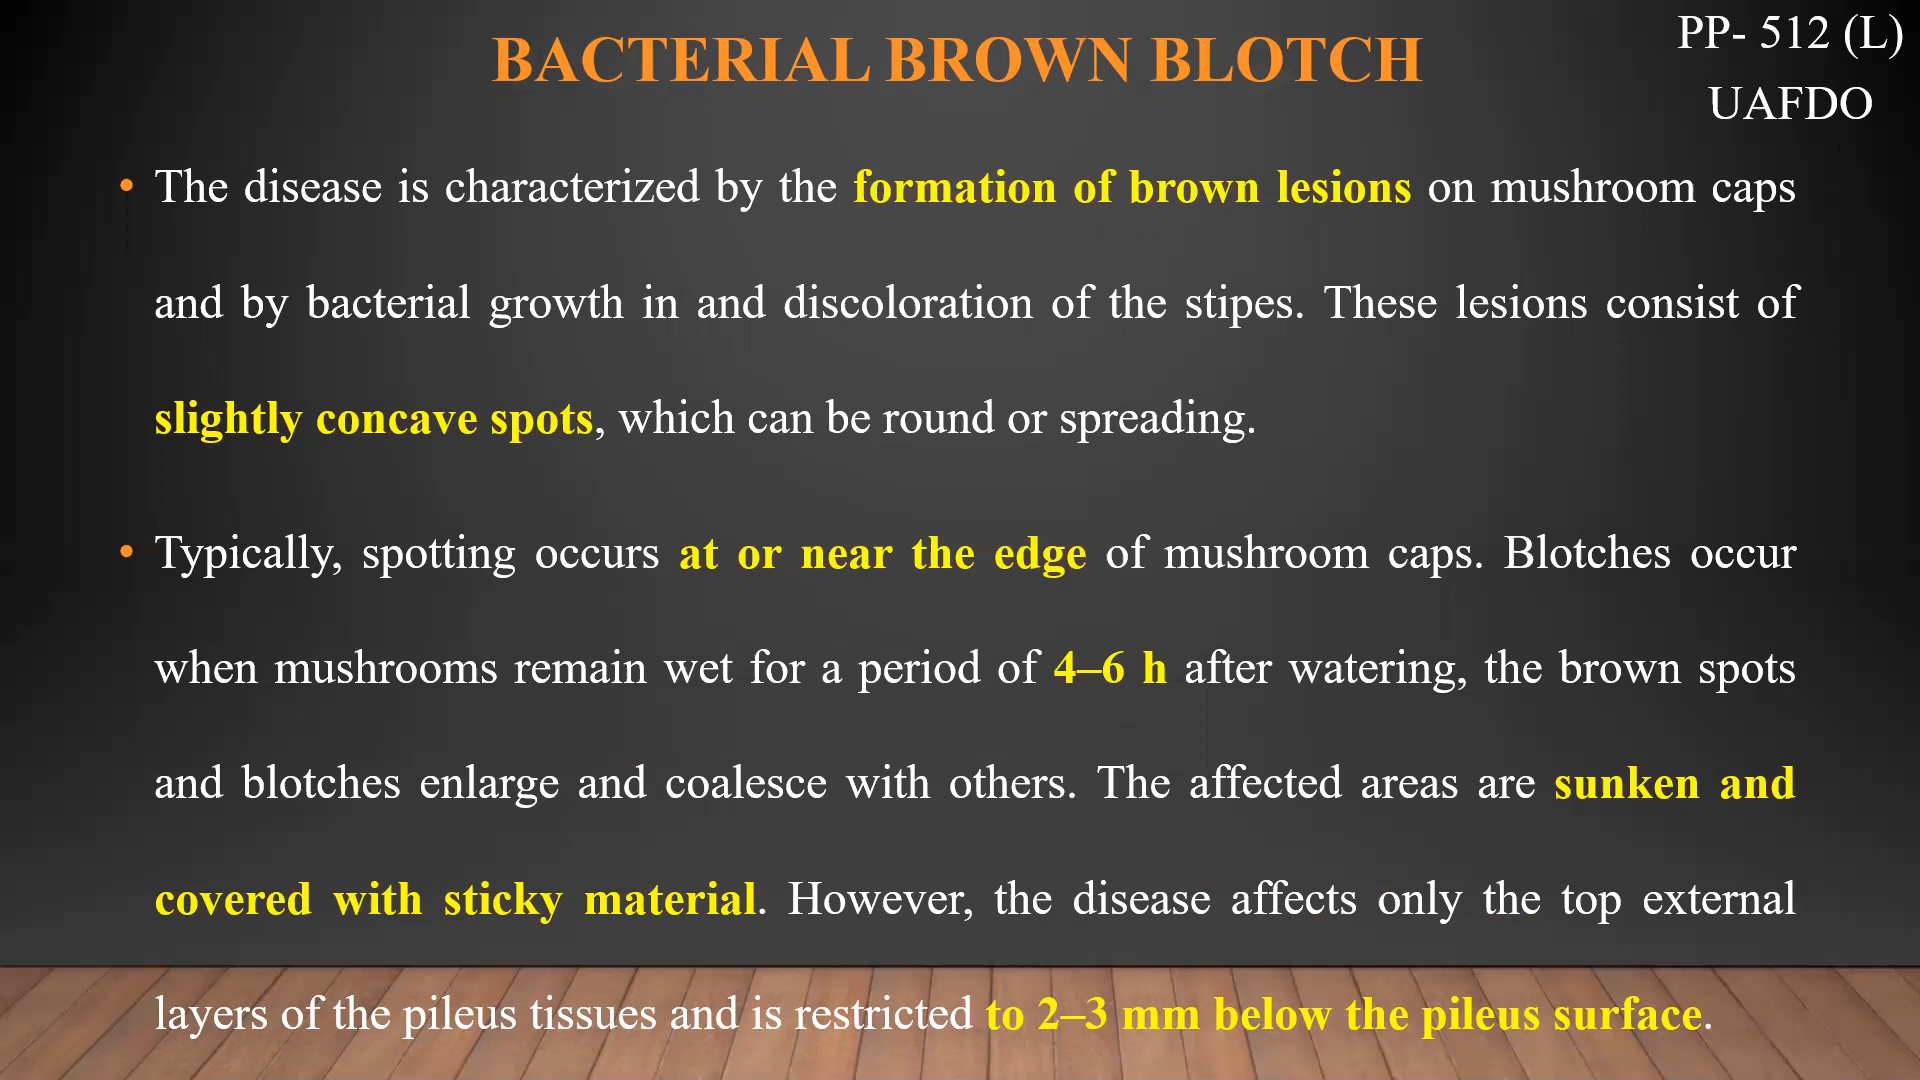 BACTERIAL BROWN BLOTCH
PP- 512 (L)
UAFDO
• The disease is characterized by the formation of brown lesions on mushroom caps
and by bacterial growth in and discoloration of the stipes. These lesions consist of
slightly concave spots, which can be round or spreading.
• Typically, spotting occurs at or near the edge of mushroom caps. Blotches occur
when mushrooms remain wet for a period of 4–6 h after watering, the brown spots
and blotches enlarge and coalesce with others. The affected areas are sunken and
covered with sticky material. However, the disease affects only the top external
layers of the pileus tissues and is restricted to 2–3 mm below the pileus surface.